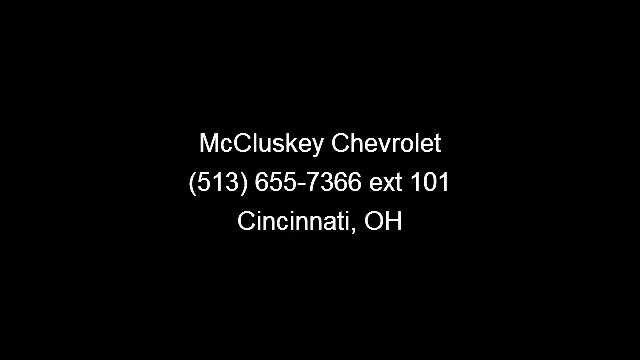 McCluskey Chevrolet
(513) 655-7366 ext 101
Cincinnati, OH